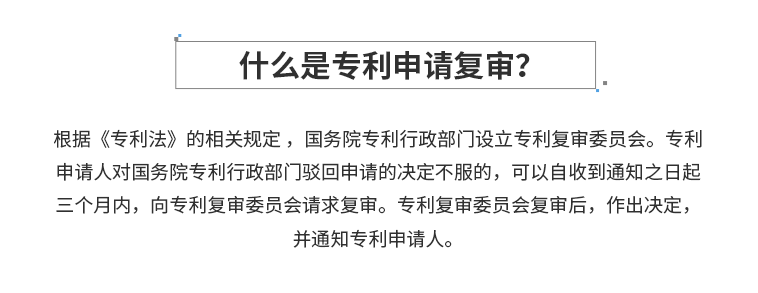 什么是专利申请复审？
根据《专利法》的相关规定 ，国务院专利行政部门设立专利复审委员会。专利
申请人对国务院专利行政部门驳回申请的决定不服的，可以自收到通知之日起
三个月内，向专利复审委员会请求复审。专利复审委员会复审后，作出决定，
并通知专利申请人。